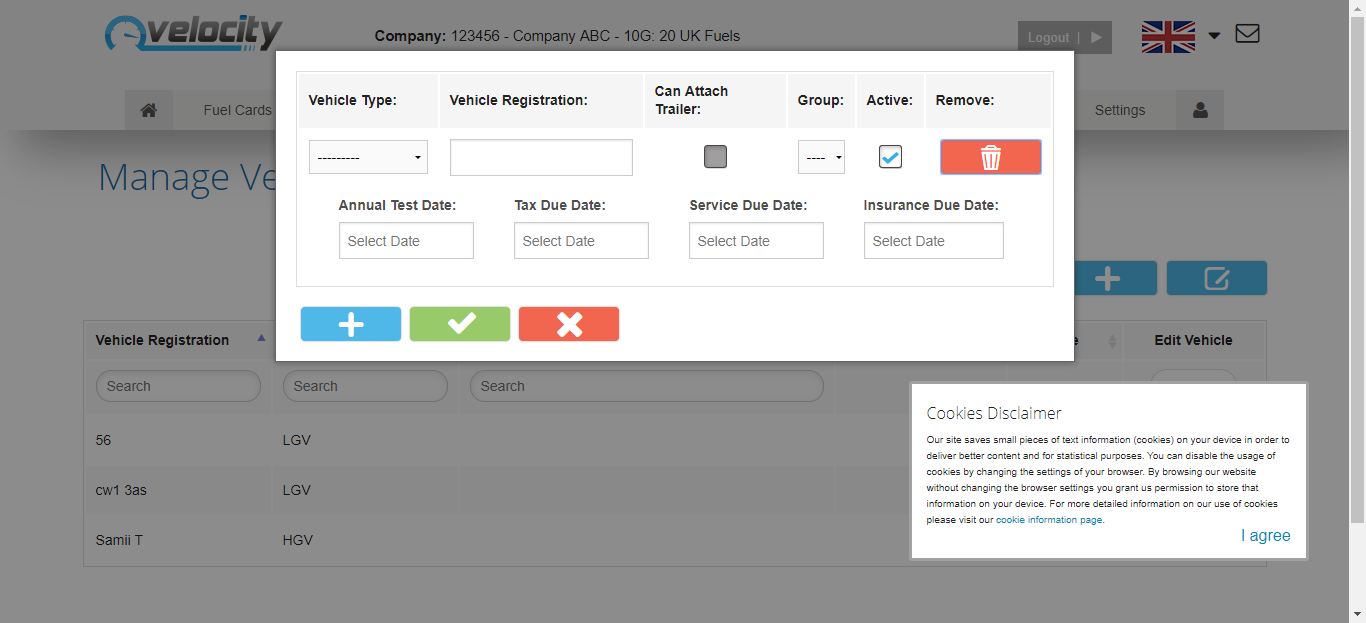 velocity
Company: 123456 - Company ABC - 10G: 20 UK Fuels
Logout |
Fuel Cards
Settings
Manage Ve
Vehicle Type:
Vehicle Registration:
Can Attach
Trailer:
Group:
Active:
Remove:
---------
----
Annual Test Date:
Tax Due Date:
Service Due Date:
Insurance Due Date:
Select Date
Select Date
Select Date
Select Date
Vehicle Registration
e
Edit Vehicle
Search
Search
Search
56
LGV
cw1 3as
LGV
Samii T
HGV
Cookies Disclaimer
Our site saves small pieces of text information (cookies) on your device in order to
deliver better content and for statistical purposes. You can disable the usage of
cookies by changing the settings of your browser. By browsing our website
without changing the browser settings you grant us permission to store that
information on your device. For more detailed information on our use of cookies
please visit our cookie information page.
I agree